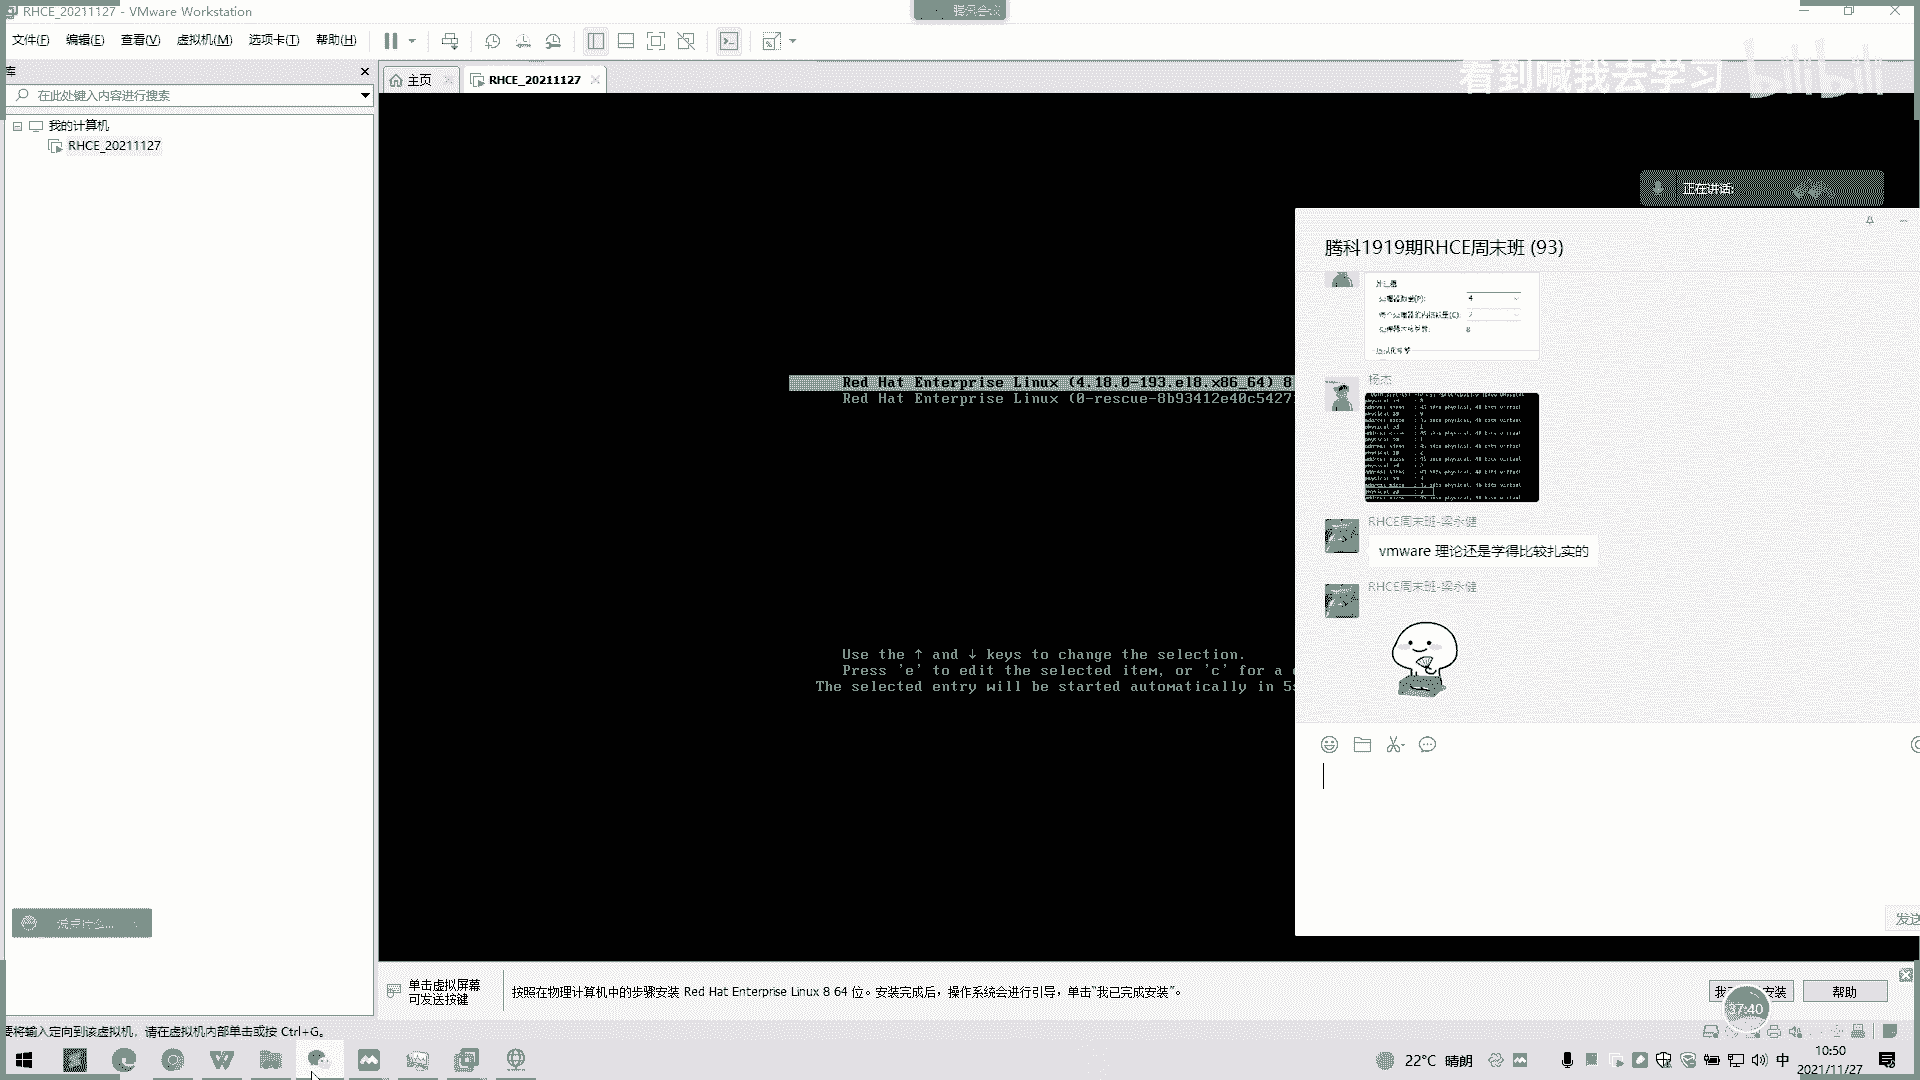 RHCE_20211127 - VMware Workstation
腾讯会议
文件(F) 编辑(E) 查看(V) 虚拟机(M) 选项卡(T) 帮助(H)
库
主页
RHCE_20211127
看到喊我去学习
bilibili
在此处键入内容进行搜索
我的计算机
RHCE_20211127
正在讲话:
腾科1919期RHCE周末班 (93)
4
8
Red Hat Enterprise Linux (4.18.0-193.el8.x86_64) 8
Red Hat Enterprise Linux (0-rescue-8b93412e40c5427
杨杰
RHCE周末班-梁永健
vmware 理论还是学得比较扎实的
RHCE周末班-梁永健
Use the ↑ and ↓ keys to change the selection.
Press 'e' to edit the selected item, or 'c' for a
The selected entry will be started automatically in 5s
说点什么...
发送
单击虚拟屏幕
可发送按键
按照在物理计算机中的步骤安装 Red Hat Enterprise Linux 8 64 位。安装完成后，操作系统会进行引导，单击“我已完成安装”。
我 安装
帮助
37:40
要将输入定向到该虚拟机，请在虚拟机内部单击或按 Ctrl+G。
22°C 晴朗
中
10:50
2021/11/27